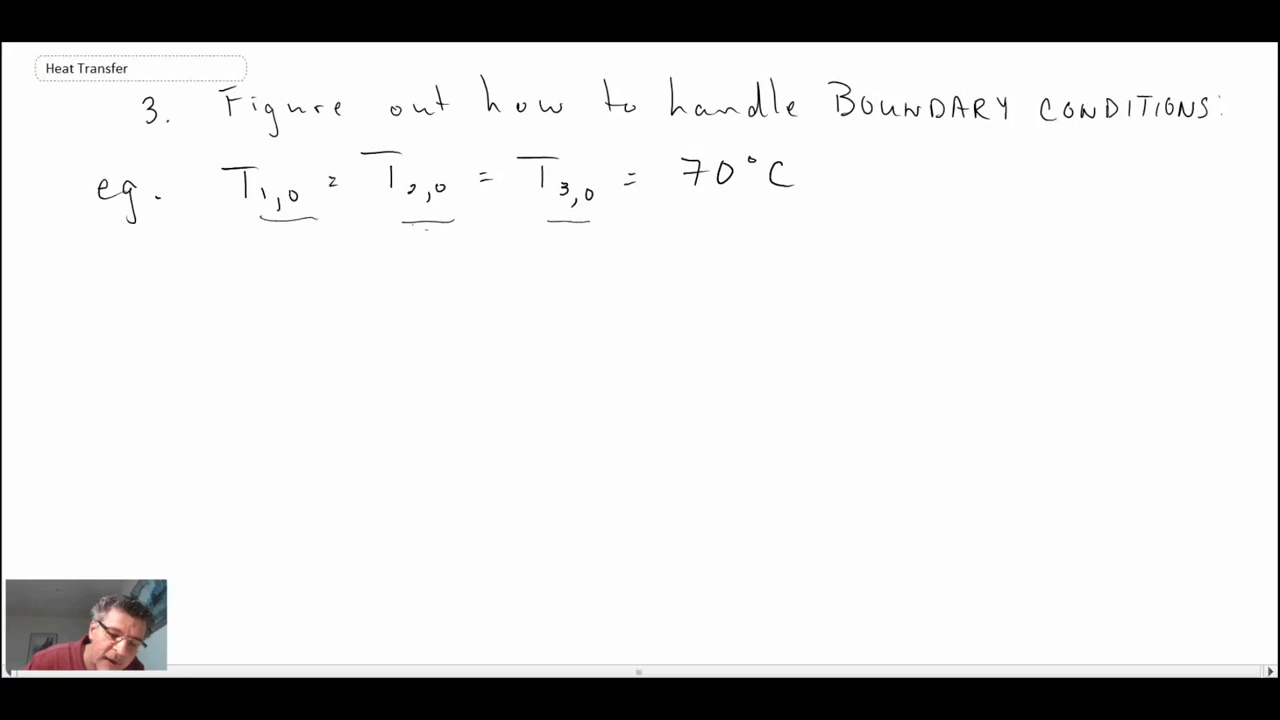 Heat Transfer
3. Figure out how to handle BOUNDARY CONDITIONS:
eg. T1,0 = T2,0 = T3,0 = 70°C